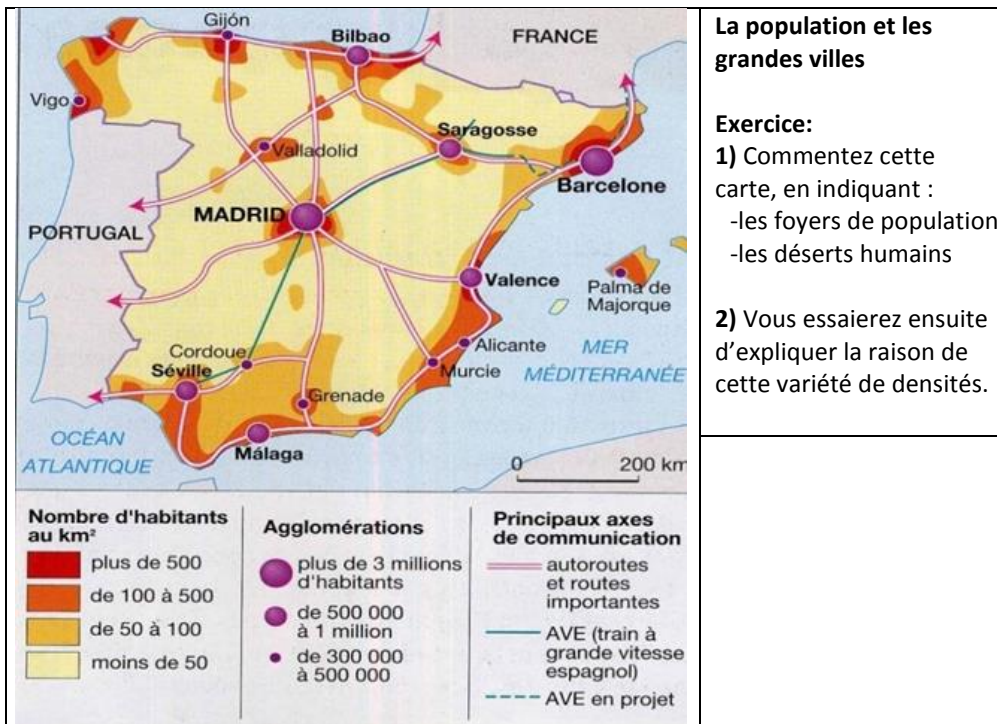 Gijón
Bilbao
FRANCE
Vigo
Saragosse
Valladolid
Barcelone
MADRID
PORTUGAL
Valence
Palma de
Majorque
Cordoue
Alicante
MER
Séville
Murcie
MÉDITERRANÉE
Grenade
OCÉAN
ATLANTIQUE
Málaga
0 200 km
Nombre d'habitants
au km²
plus de 500
de 100 à 500
de 50 à 100
moins de 50
Agglomérations
plus de 3 millions
d'habitants
de 500 000
à 1 million
de 300 000
à 500 000
Principaux axes
de communication
autoroutes
et routes
importantes
AVE (train à
grande vitesse
espagnol)
AVE en projet
La population et les
grandes villes
Exercice:
1) Commentez cette
carte, en indiquant :
-les foyers de population
-les déserts humains
2) Vous essaierez ensuite
d’expliquer la raison de
cette variété de densités.